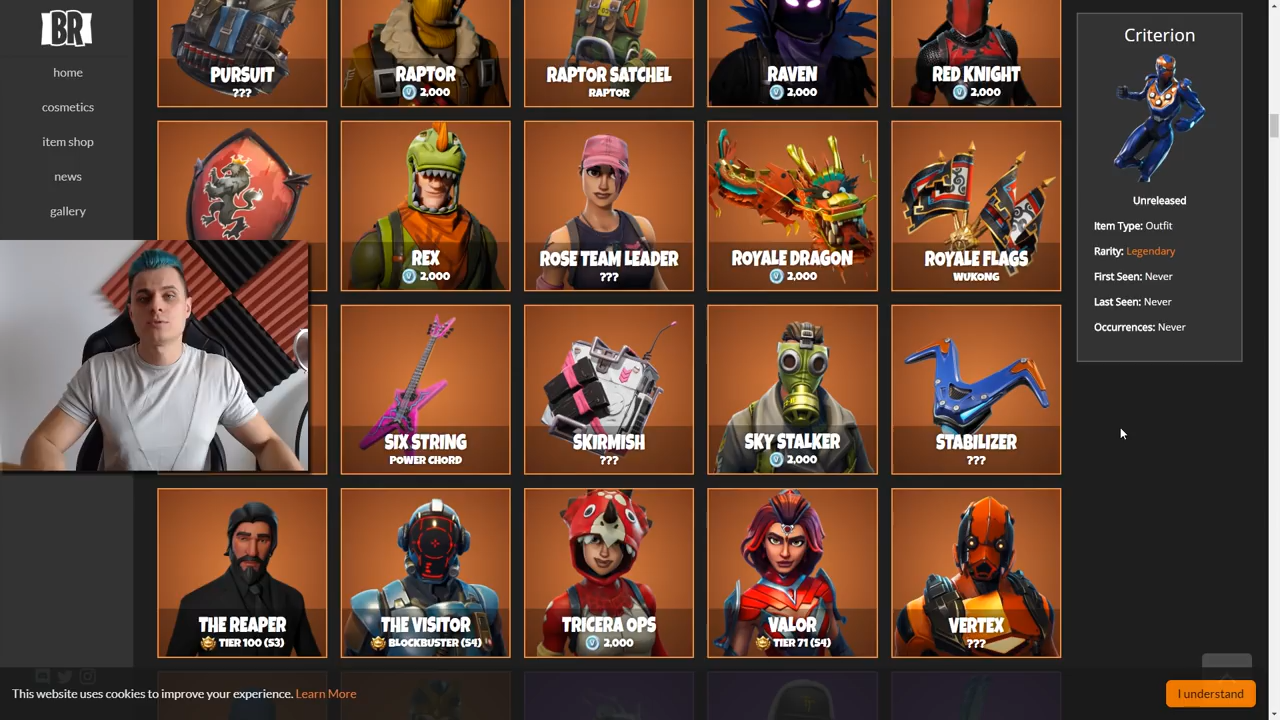 BR
home
cosmetics
item shop
news
gallery
PURSUIT
???
RAPTOR
2,000
RAPTOR SATCHEL
RAPTOR
RAVEN
2,000
RED KNIGHT
2,000
REX
2,000
ROSE TEAM LEADER
???
ROYALE DRAGON
2,000
ROYALE FLAGS
WUKONG
SIX STRING
POWER CHORD
SKIRMISH
???
SKY STALKER
2,000
STABILIZER
???
THE REAPER
TIER 100 (S3)
THE VISITOR
BLOCKBUSTER (S4)
TRICERA OPS
2,000
VALOR
TIER 71 (S4)
VERTEX
???
Criterion
Unreleased
Item Type: Outfit
Rarity: Legendary
First Seen: Never
Last Seen: Never
Occurrences: Never
This website uses cookies to improve your experience. Learn More
I understand